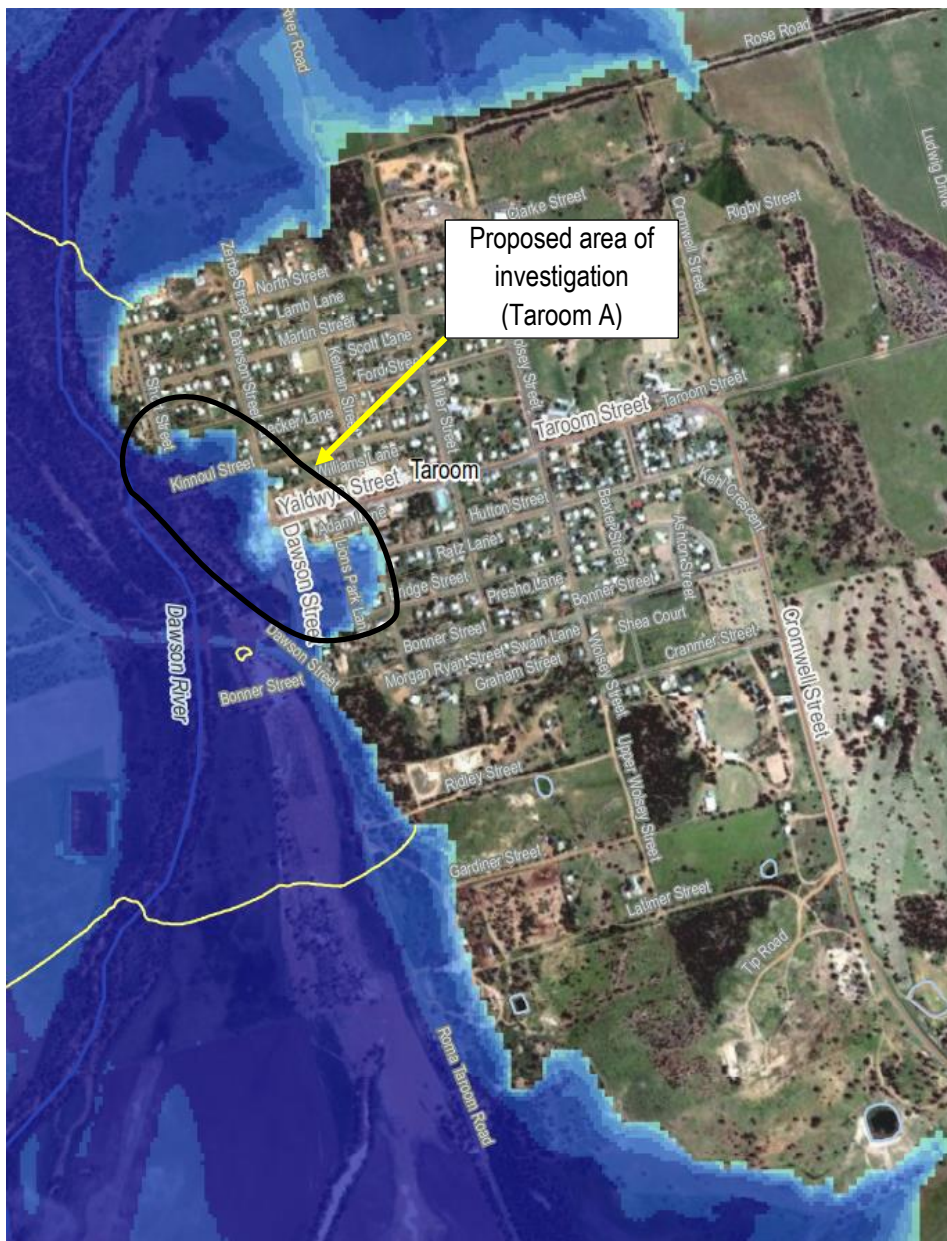 River Road
Rose Road
Ludwig Drive
Clarke Street
Rigby Street
Cromwell Street
Proposed area of
investigation
(Taroom A)
Zerbe Street
North Street
Lamb Lane
Martin Street
Scott Lane
Ford Street
Dawson Street
Kelman Street
Miller Street
Taroom Street
Taroom Street
Kinnoul Street
Williams Lane
Yaldwyn Street
Taroom
Adam Lane
Hutton Street
Kehl Crescent
Dawson Street
Lions Park Lane
Ratz Lane
Baxter Street
Ashton Street
Presho Lane
Bonner Street
Shea Court
Bonner Street
Cranmer Street
Morgan Ryan Street
Swain Lane
Graham Street
Wolsey Street
Dawson Street
Bonner Street
Dawson River
Cromwell Street
Ridley Street
Upper Wolsey Street
Gardiner Street
Latimer Street
Tip Road
Roma Taroom Road